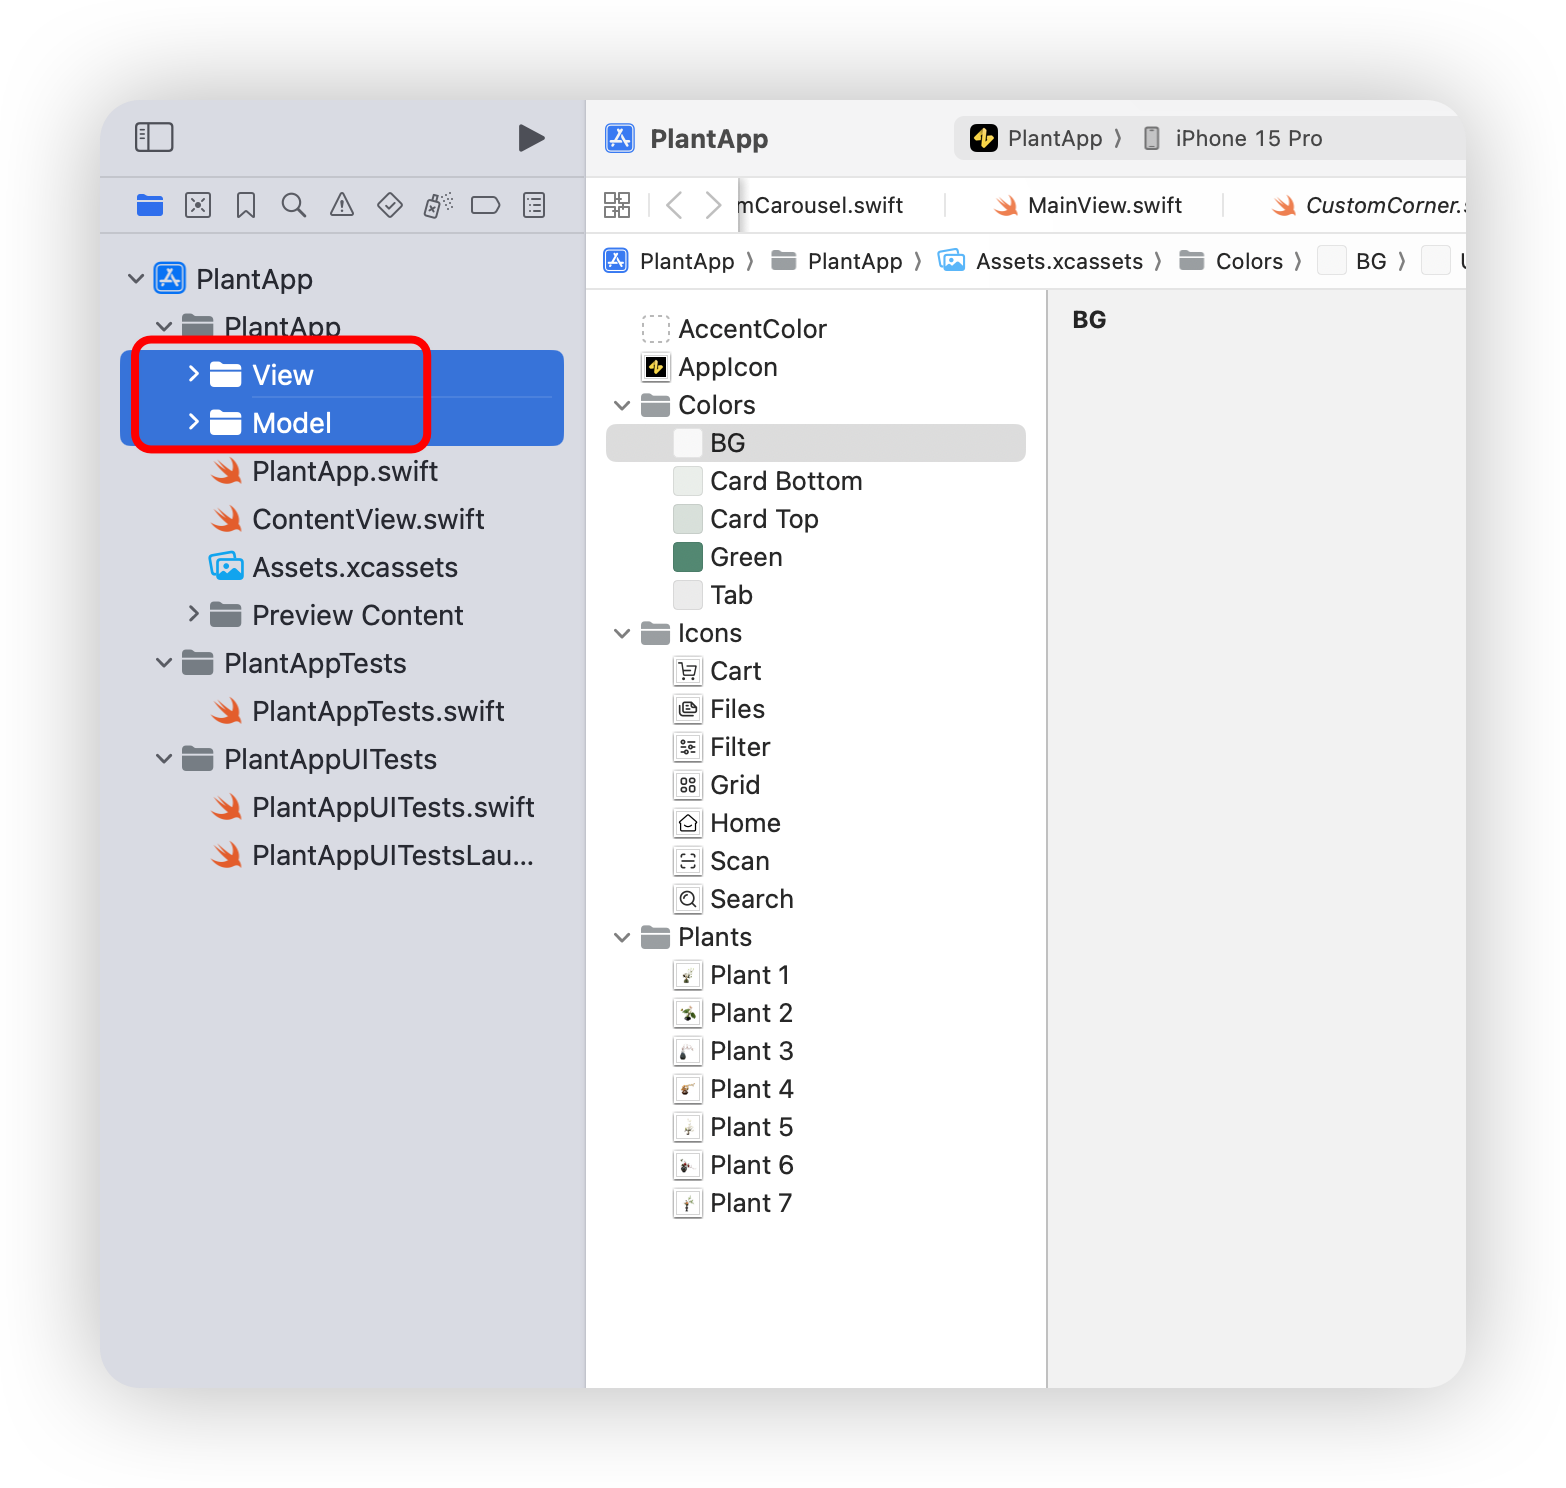 PlantApp
PlantApp
iPhone 15 Pro
mCarousel.swift
MainView.swift
CustomCorner.s
PlantApp
PlantApp
Assets.xcassets
Colors
BG
PlantApp
PlantApp
View
Model
PlantApp.swift
ContentView.swift
Assets.xcassets
Preview Content
PlantAppTests
PlantAppTests.swift
PlantAppUITests
PlantAppUITests.swift
PlantAppUITestsLau...
AccentColor
AppIcon
Colors
BG
Card Bottom
Card Top
Green
Tab
Icons
Cart
Files
Filter
Grid
Home
Scan
Search
Plants
Plant 1
Plant 2
Plant 3
Plant 4
Plant 5
Plant 6
Plant 7
BG